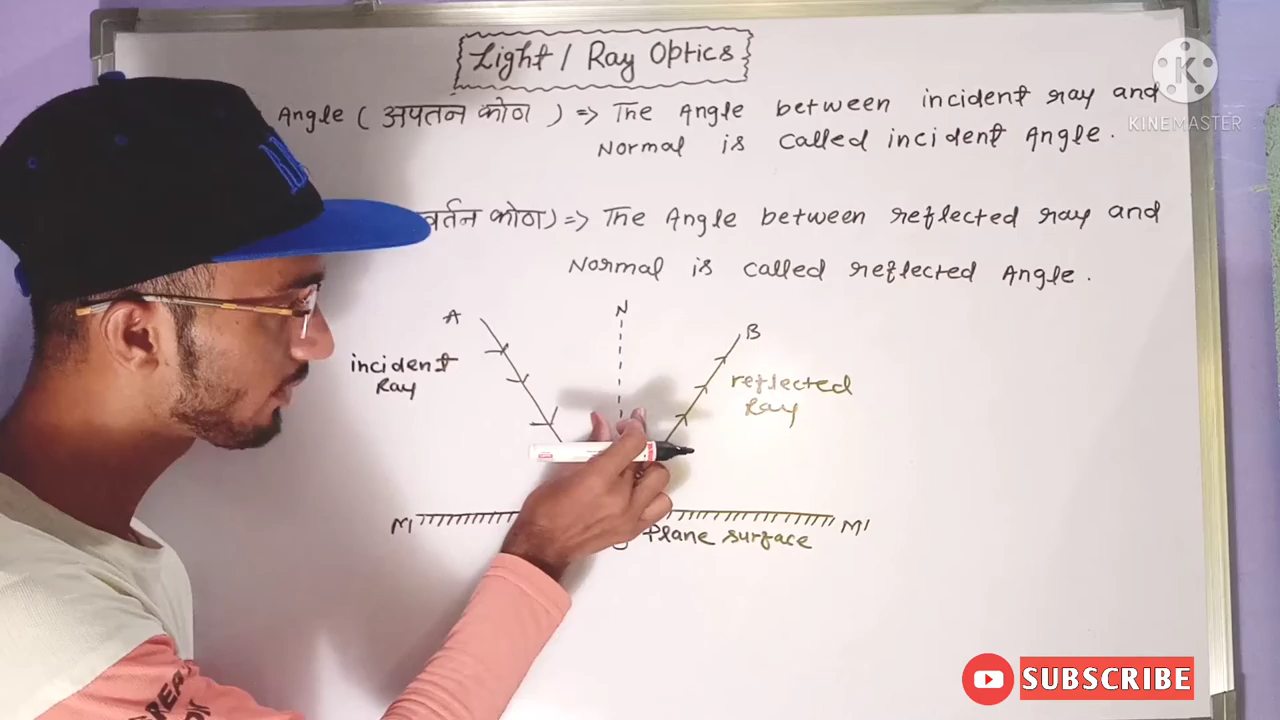 Light / Ray Optics
Angle ( अपतन कोण ) => The Angle between incident ray and
Normal is called incident Angle.
वर्तन कोण) => The Angle between reflected ray and
Normal is called reflected Angle.
A
N
B
incident
Ray
reflected
Ray
M
M'
Plane surface
K
KINEMASTER
SUBSCRIBE